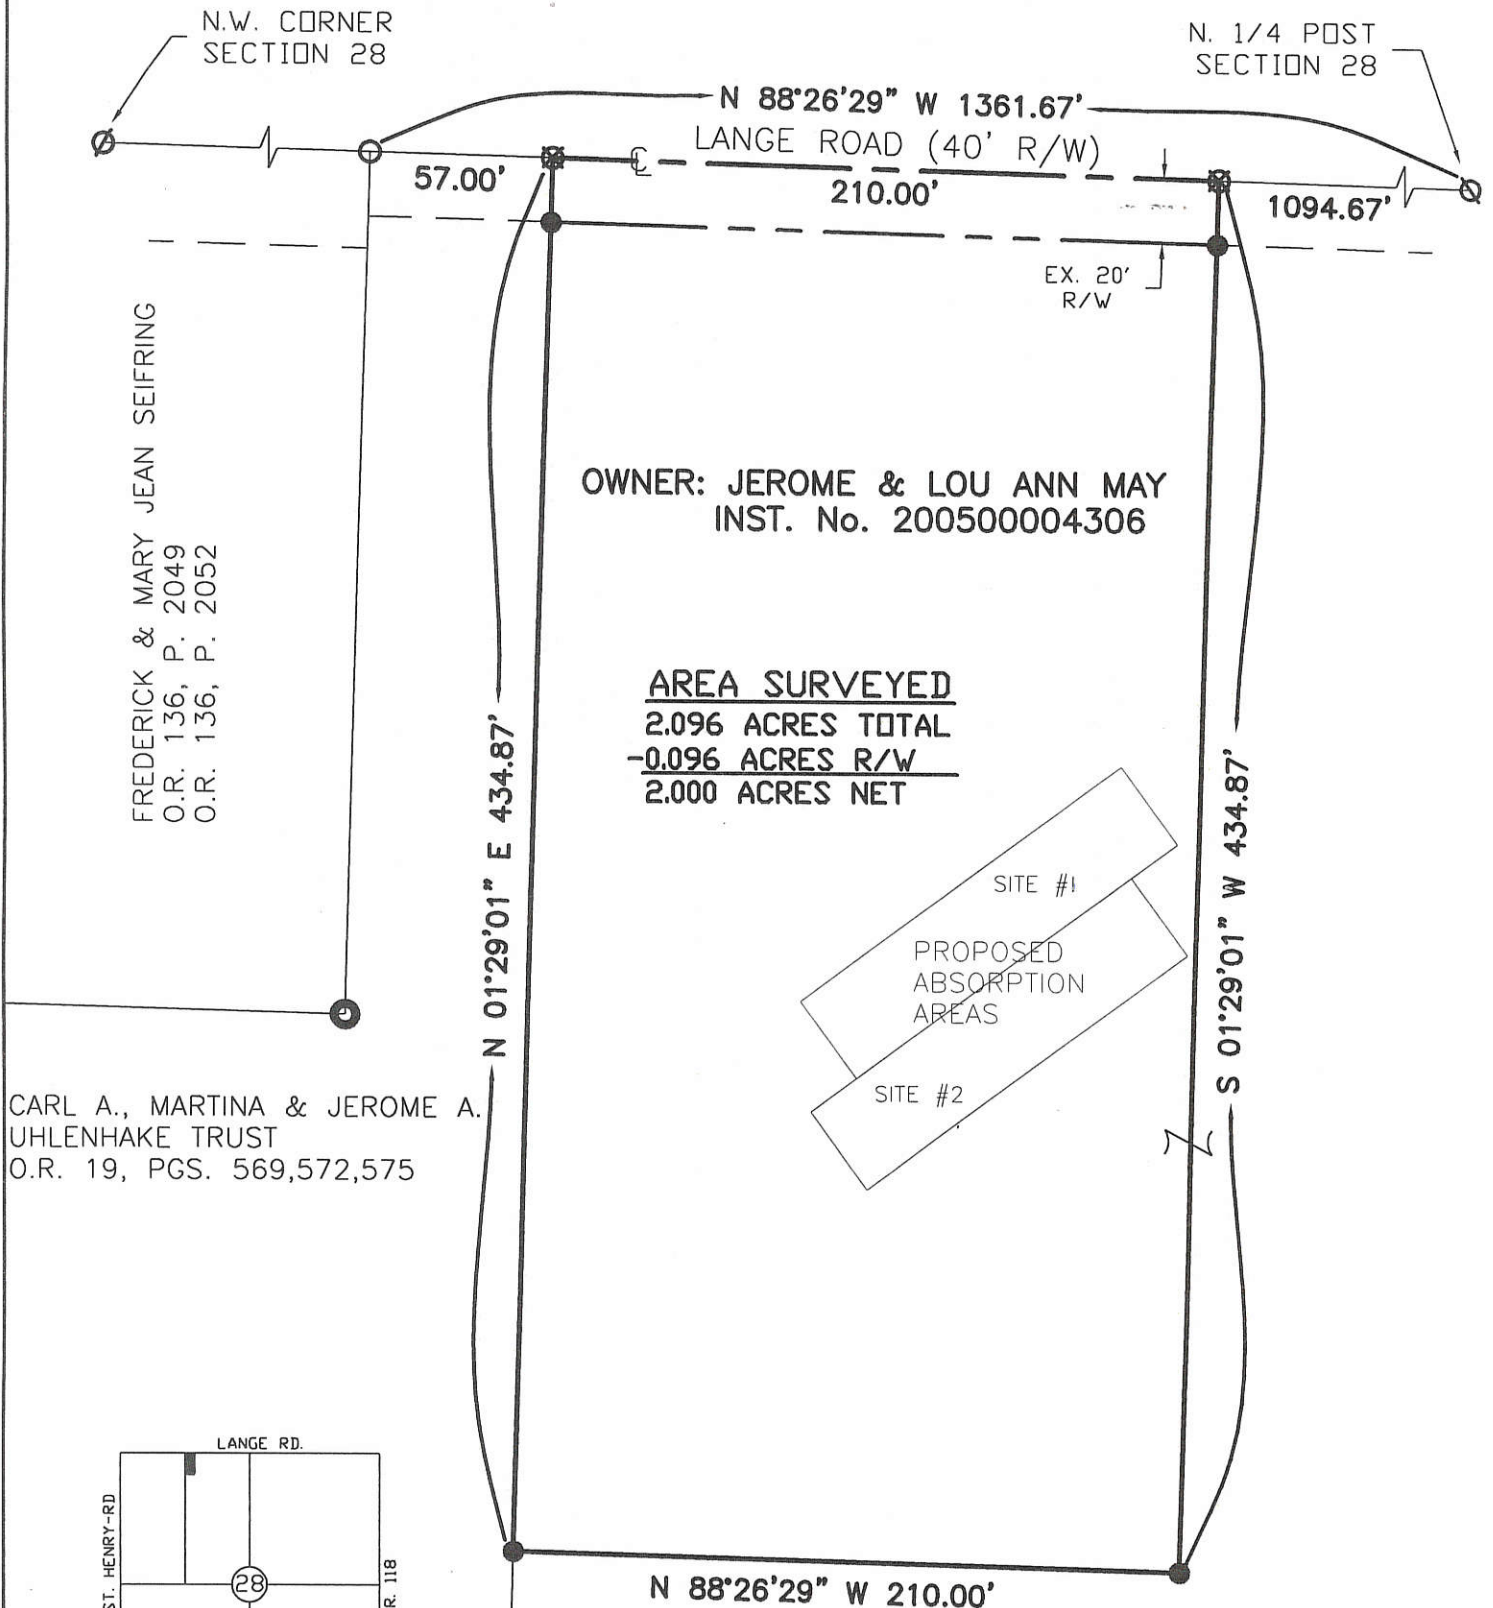 N.W. CORNER
SECTION 28
N. 1/4 POST
SECTION 28
N 88°26'29" W 1361.67'
LANGE ROAD (40' R/W)
57.00'
℄
210.00'
1094.67'
EX. 20'
R/W
FREDERICK & MARY JEAN SEIFRING
O.R. 136, P. 2049
O.R. 136, P. 2052
OWNER: JEROME & LOU ANN MAY
INST. No. 200500004306
AREA SURVEYED
2.096 ACRES TOTAL
-0.096 ACRES R/W
2.000 ACRES NET
N 01°29'01" E 434.87'
S 01°29'01" W 434.87'
SITE #1
PROPOSED
ABSORPTION
AREAS
SITE #2
CARL A., MARTINA & JEROME A.
UHLENHAKE TRUST
O.R. 19, PGS. 569,572,575
LANGE RD.
ST. HENRY-RD
28
R. 118
N 88°26'29" W 210.00'